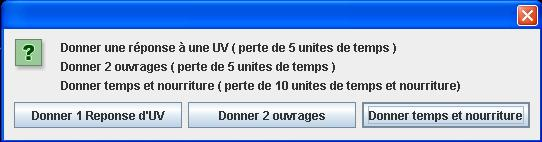 ?
Donner une réponse à une UV ( perte de 5 unites de temps )
Donner 2 ouvrages ( perte de 5 unites de temps )
Donner temps et nourriture ( perte de 10 unites de temps et nourriture)
Donner 1 Reponse d'UV Donner 2 ouvrages Donner temps et nourriture